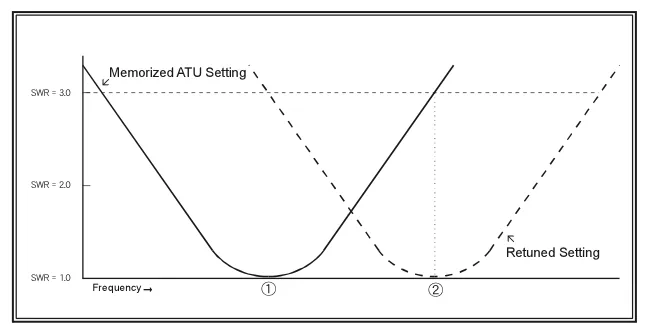 Memorized ATU Setting
SWR = 3.0
SWR = 2.0
Retuned Setting
SWR = 1.0
Frequency→ ① ②